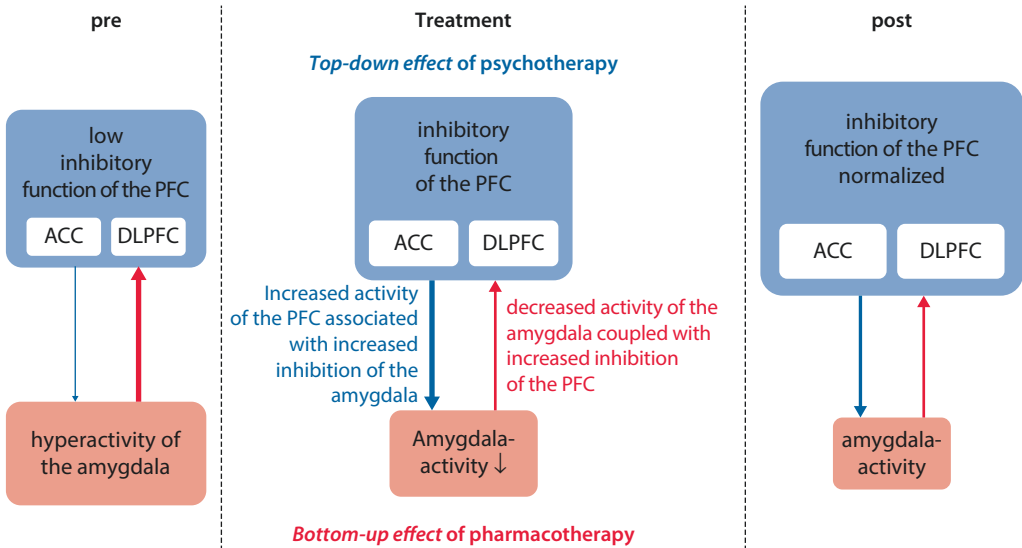 pre
low
inhibitory
function of the PFC
ACC
DLPFC
hyperactivity of
the amygdala
Treatment
Top-down effect of psychotherapy
inhibitory
function
of the PFC
ACC
DLPFC
Increased activity
of the PFC associated
with increased
inhibition of the
amygdala
decreased activity of the
amygdala coupled with
increased inhibition
of the PFC
Amygdala-
activity ↓
Bottom-up effect of pharmacotherapy
post
inhibitory
function of the PFC
normalized
ACC
DLPFC
amygdala-
activity